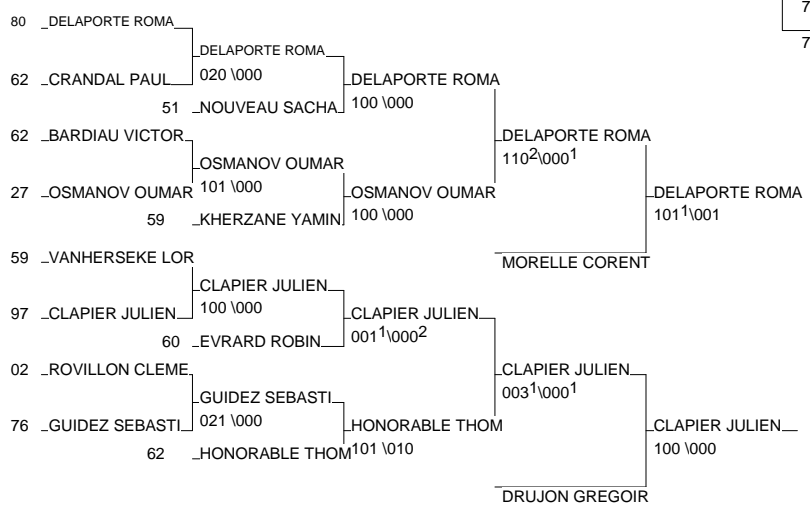 7
7
80 DELAPORTE ROMA
DELAPORTE ROMA
62 CRANDAL PAUL 020 \000 DELAPORTE ROMA
51 NOUVEAU SACHA 100 \000
62 BARDIAU VICTOR DELAPORTE ROMA
OSMANOV OUMAR 110²\000¹
27 OSMANOV OUMAR 101 \000 OSMANOV OUMAR DELAPORTE ROMA
59 KHERZANE YAMIN 100 \000 101¹\001
59 VANHERSEKE LOR MORELLE CORENT
CLAPIER JULIEN
97 CLAPIER JULIEN 100 \000 CLAPIER JULIEN
60 EVRARD ROBIN 001¹\000²
02 ROVILLON CLEME CLAPIER JULIEN
GUIDEZ SEBASTI 003¹\000¹
76 GUIDEZ SEBASTI 021 \000 HONORABLE THOM CLAPIER JULIEN
62 HONORABLE THOM 101 \010 100 \000
DRUJON GREGOIR